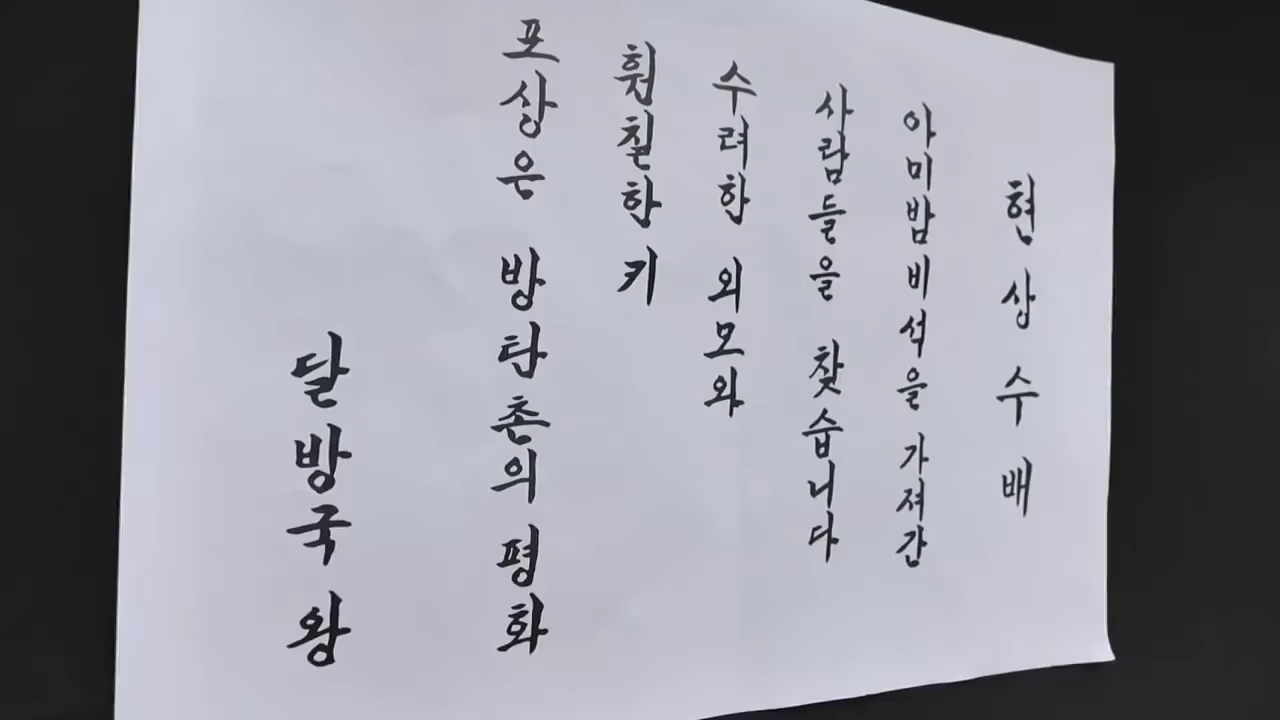 현상수배
아미밤비석을 가져간
사람들을 찾습니다
수려한 외모와
훤칠한 키
포상은 방탄촌의 평화
달방국 왕